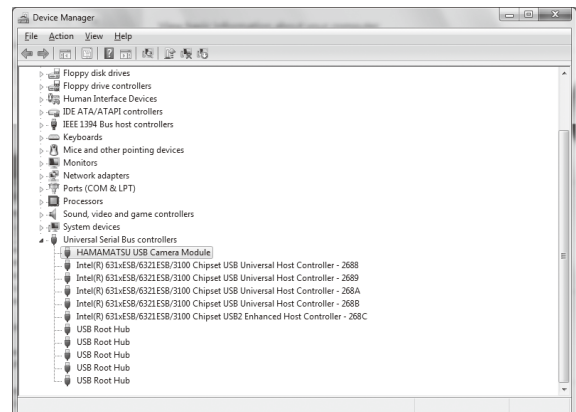 Device Manager
File Action View Help
Floppy disk drives
Floppy drive controllers
Human Interface Devices
IDE ATA/ATAPI controllers
IEEE 1394 Bus host controllers
Keyboards
Mice and other pointing devices
Monitors
Network adapters
Ports (COM & LPT)
Processors
Sound, video and game controllers
System devices
Universal Serial Bus controllers
HAMAMATSU USB Camera Module
Intel(R) 631xESB/6321ESB/3100 Chipset USB Universal Host Controller - 2688
Intel(R) 631xESB/6321ESB/3100 Chipset USB Universal Host Controller - 2689
Intel(R) 631xESB/6321ESB/3100 Chipset USB Universal Host Controller - 268A
Intel(R) 631xESB/6321ESB/3100 Chipset USB Universal Host Controller - 268B
Intel(R) 631xESB/6321ESB/3100 Chipset USB2 Enhanced Host Controller - 268C
USB Root Hub
USB Root Hub
USB Root Hub
USB Root Hub
USB Root Hub